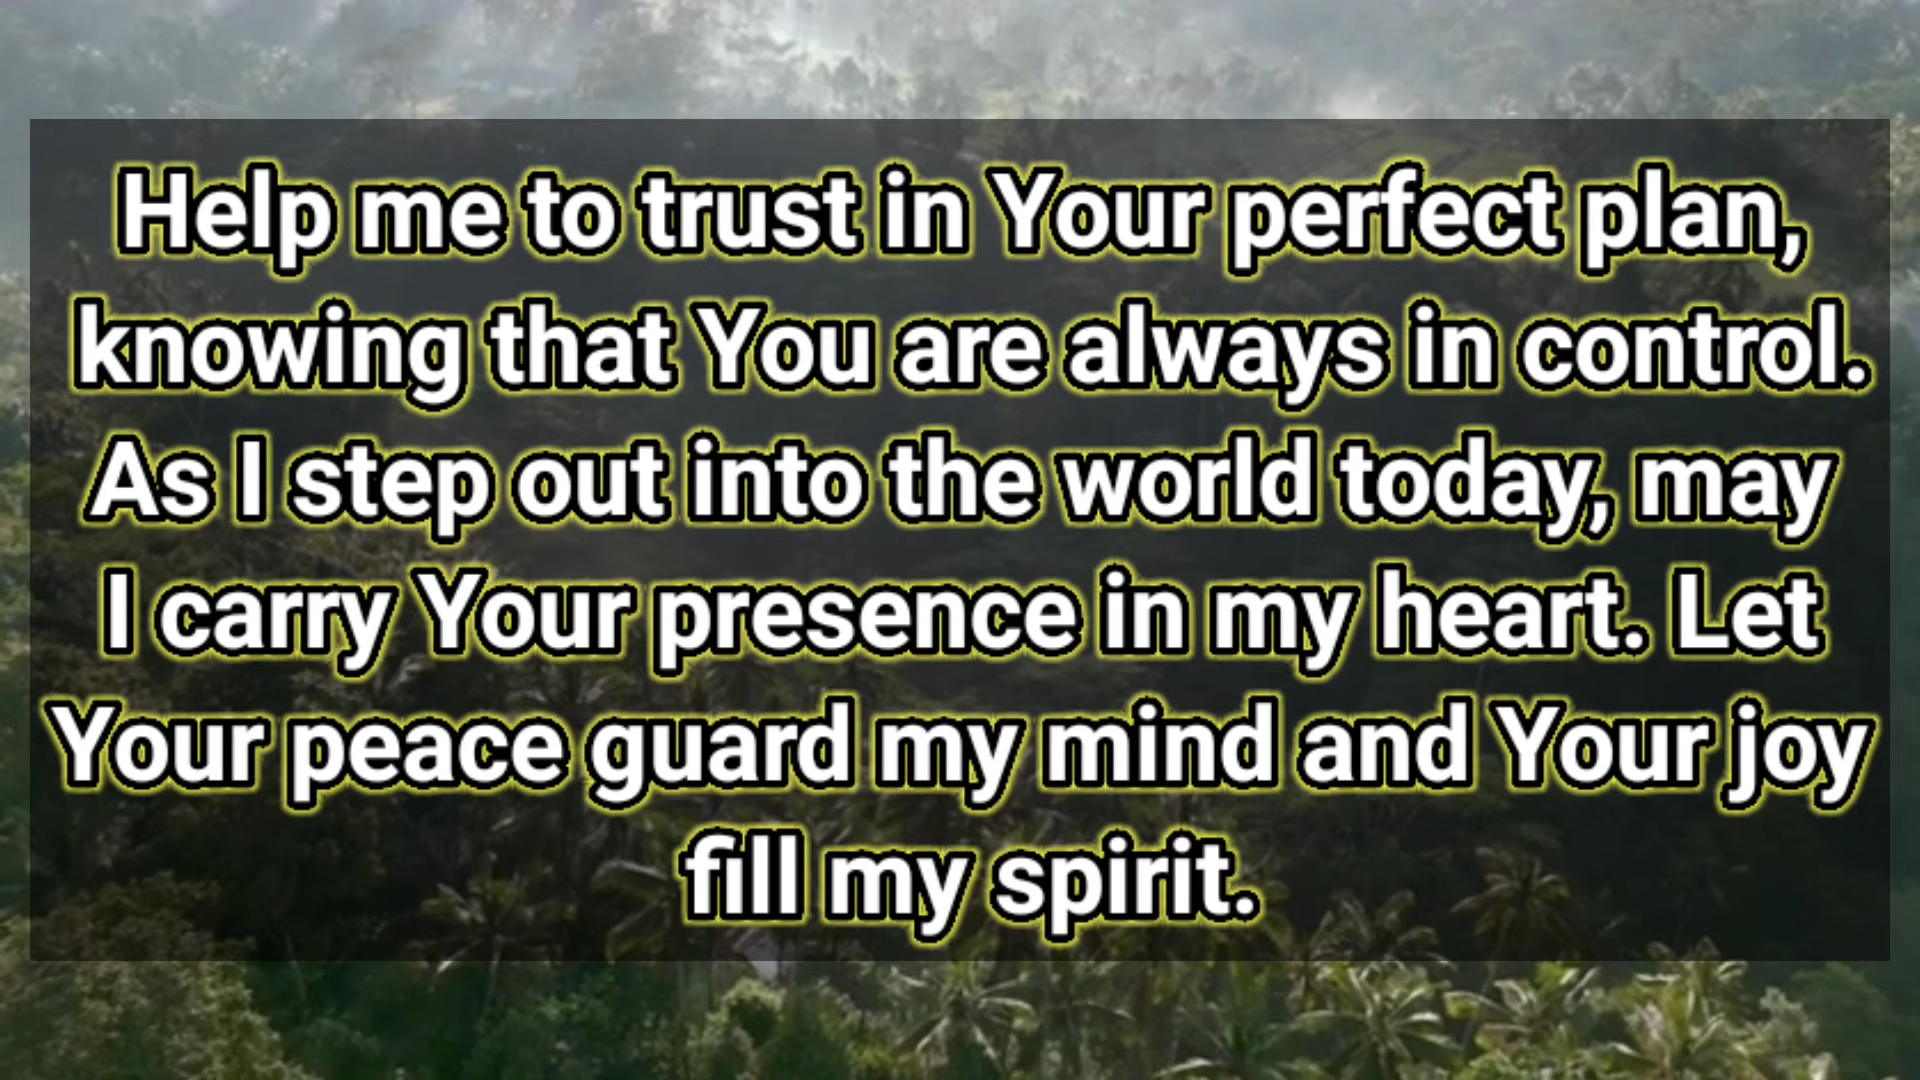 Help me to trust in Your perfect plan,
knowing that You are always in control.
As I step out into the world today, may
I carry Your presence in my heart. Let
Your peace guard my mind and Your joy
fill my spirit.